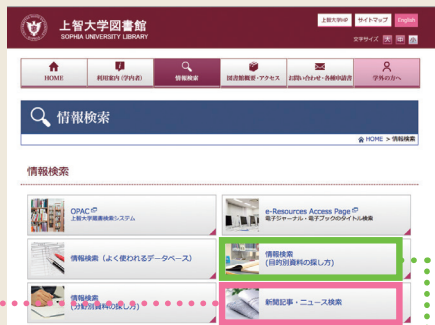 上智大学図書館
SOPHIA UNIVERSITY LIBRARY
上智大学HP サイトマップ English
文字サイズ 大 中 小
HOME 利用案内(学内者) 情報検索 図書館概要・アクセス お問い合わせ・各種申請書 学外の方へ
情報検索
HOME > 情報検索
情報検索
OPAC
上智大学図書検索システム
e-Resources Access Page
電子ジャーナル・電子ブックのタイトル検索
情報検索(よく使われるデータベース)
情報検索
(目的別資料の探し方)
情報検索
(分野別資料の探し方)
新聞記事・ニュース検索